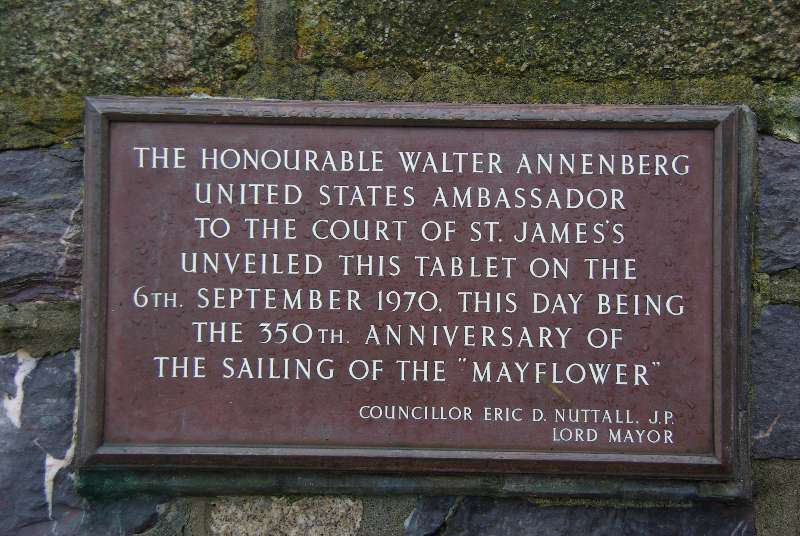 THE HONOURABLE WALTER ANNENBERG
UNITED STATES AMBASSADOR
TO THE COURT OF ST. JAMES'S
UNVEILED THIS TABLET ON THE
6TH. SEPTEMBER 1970. THIS DAY BEING
THE 350TH. ANNIVERSARY OF
THE SAILING OF THE "MAYFLOWER"
COUNCILLOR ERIC D. NUTTALL. J.P.
LORD MAYOR